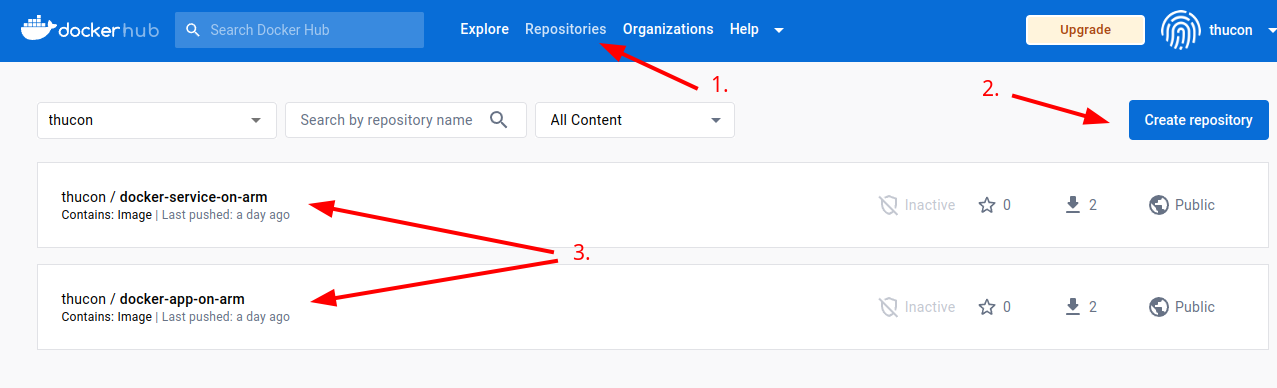 dockerhub Search Docker Hub Explore Repositories Organizations Help Upgrade thucon
1.
2.
thucon Search by repository name All Content Create repository
thucon / docker-service-on-arm
Contains: Image | Last pushed: a day ago
Inactive 0 2 Public
3.
thucon / docker-app-on-arm
Contains: Image | Last pushed: a day ago
Inactive 0 2 Public